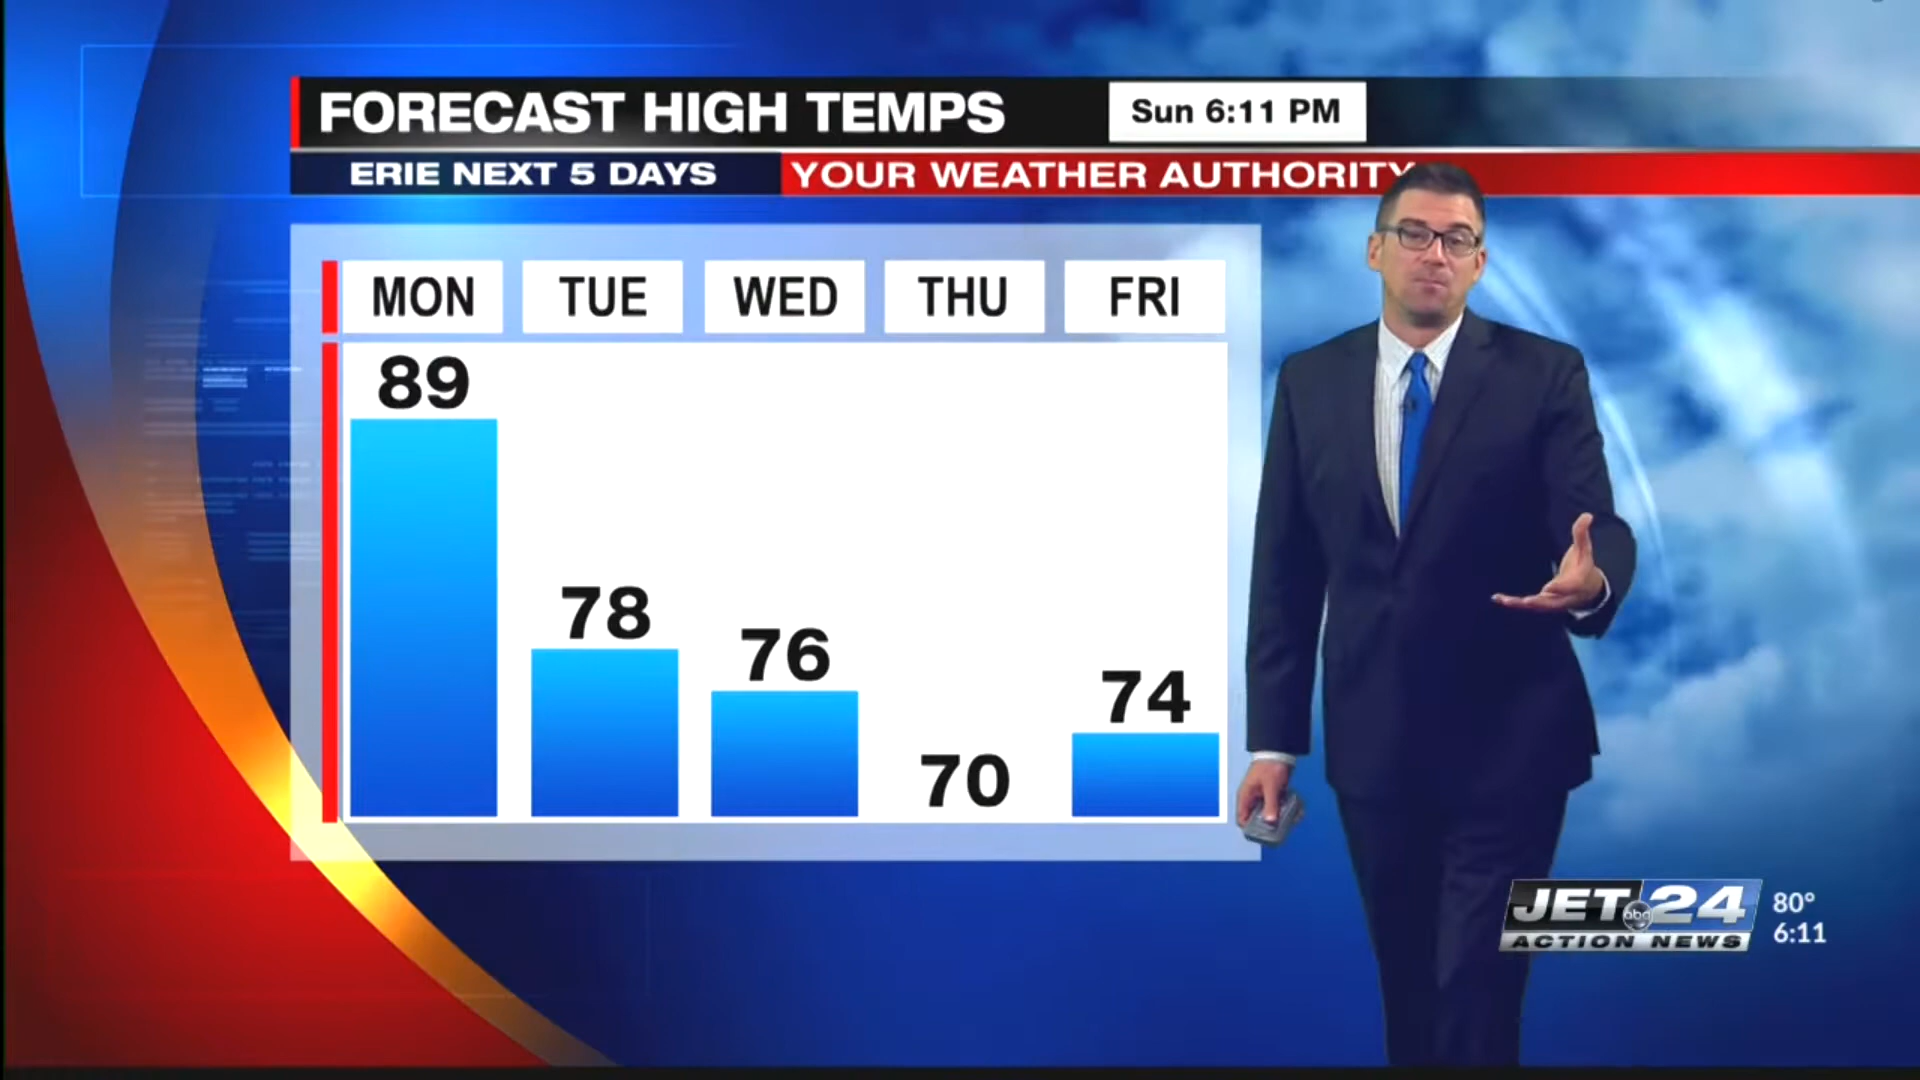 FORECAST HIGH TEMPS
Sun 6:11 PM
ERIE NEXT 5 DAYS
YOUR WEATHER AUTHORITY
MON TUE WED THU FRI
89
78
76
70
74
JET abc 24
ACTION NEWS
80°
6:11